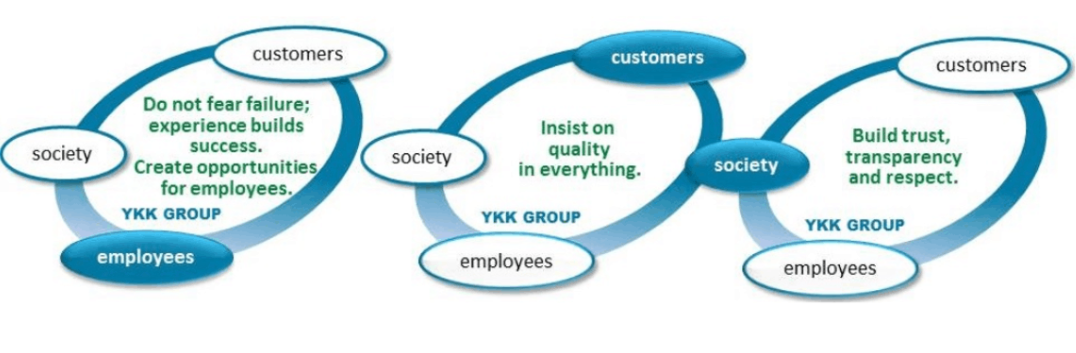 customers
Do not fear failure;
experience builds
success.
Create opportunities
for employees.
society
YKK GROUP
employees
customers
Insist on
quality
in everything.
society
YKK GROUP
employees
customers
Build trust,
transparency
and respect.
society
YKK GROUP
employees